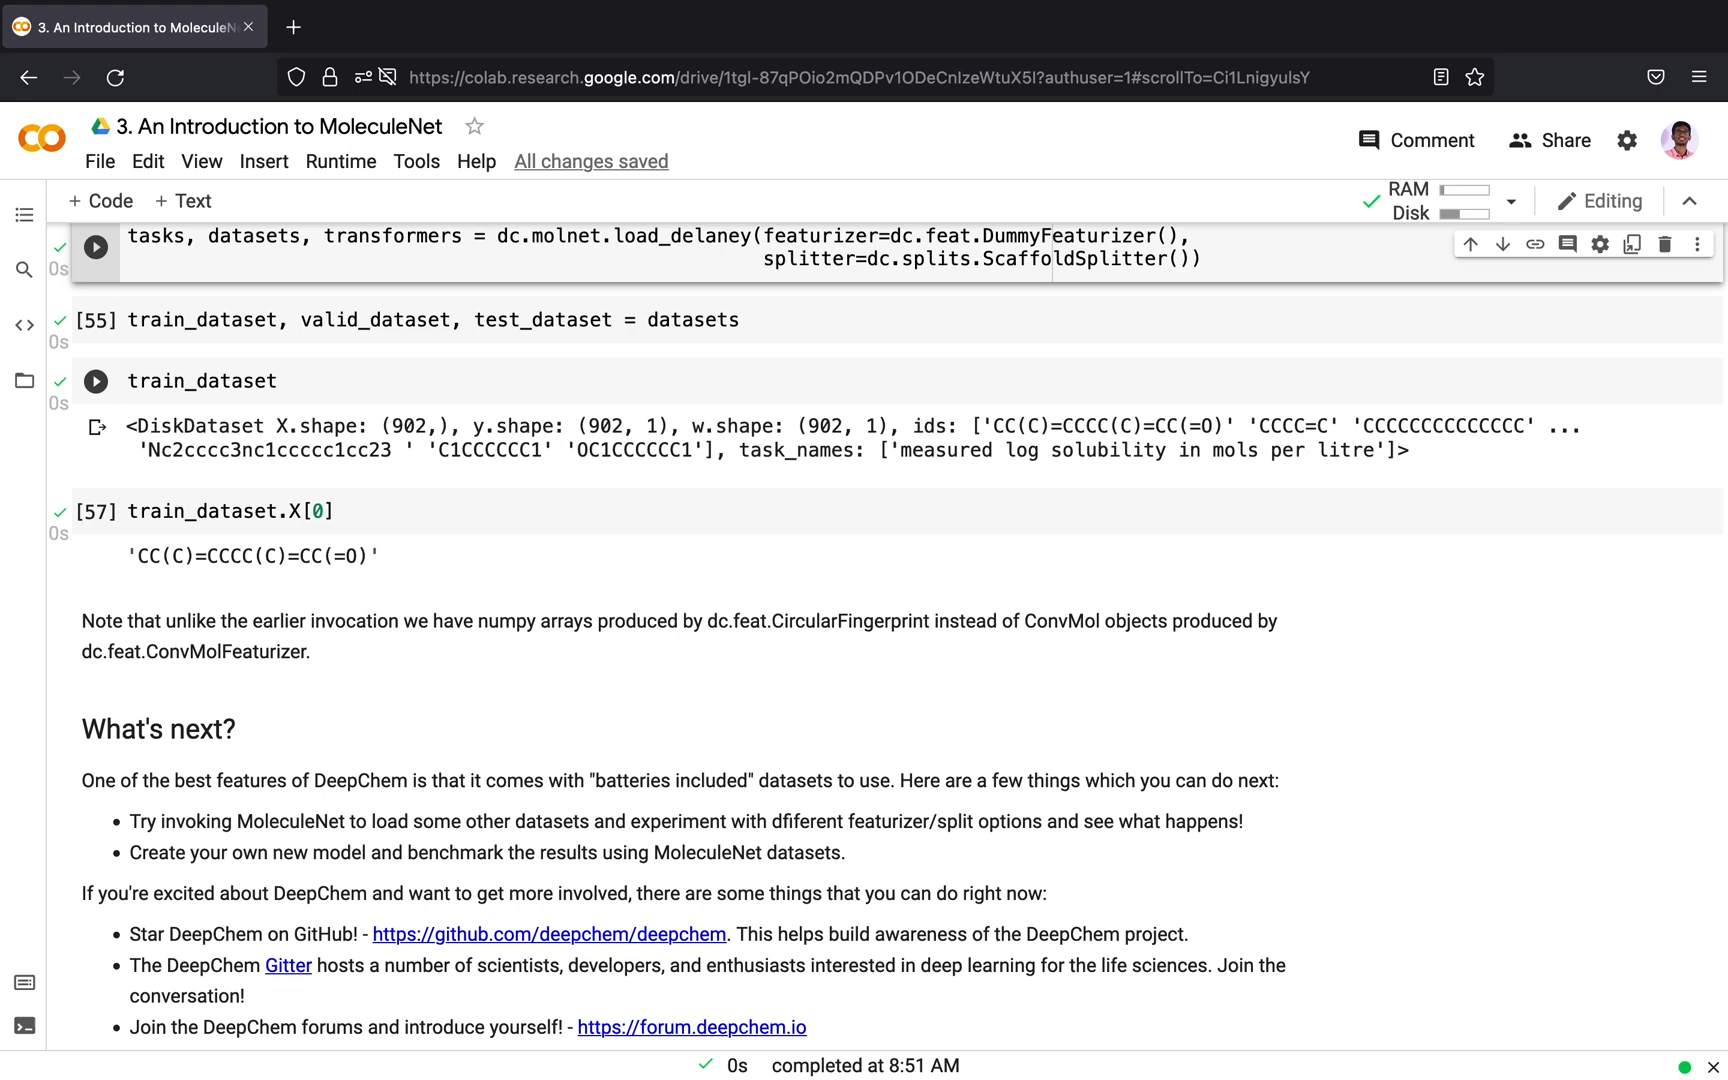 3. An Introduction to MoleculeN
https://colab.research.google.com/drive/1tgI-87qPOio2mQDPv1ODeCnIzeWtuX5l?authuser=1#scrollTo=Ci1LnigyulsY
3. An Introduction to MoleculeNet
Comment
Share
File Edit View Insert Runtime Tools Help All changes saved
+ Code + Text
RAM
Disk
Editing
tasks, datasets, transformers = dc.molnet.load_delaney(featurizer=dc.feat.DummyFeaturizer(),
splitter=dc.splits.ScaffoldSplitter())
0s
[55] train_dataset, valid_dataset, test_dataset = datasets
0s
train_dataset
0s
<DiskDataset X.shape: (902,), y.shape: (902, 1), w.shape: (902, 1), ids: ['CC(C)=CCCC(C)=CC(=O)' 'CCCC=C' 'CCCCCCCCCCCCCC' ...
'Nc2cccc3nc1ccccc1cc23 ' 'C1CCCCCC1' 'OC1CCCCCC1'], task_names: ['measured log solubility in mols per litre']>
[57] train_dataset.X[0]
0s
'CC(C)=CCCC(C)=CC(=O)'
Note that unlike the earlier invocation we have numpy arrays produced by dc.feat.CircularFingerprint instead of ConvMol objects produced by
dc.feat.ConvMolFeaturizer.
What's next?
One of the best features of DeepChem is that it comes with "batteries included" datasets to use. Here are a few things which you can do next:
• Try invoking MoleculeNet to load some other datasets and experiment with dfiferent featurizer/split options and see what happens!
• Create your own new model and benchmark the results using MoleculeNet datasets.
If you're excited about DeepChem and want to get more involved, there are some things that you can do right now:
• Star DeepChem on GitHub! - https://github.com/deepchem/deepchem. This helps build awareness of the DeepChem project.
• The DeepChem Gitter hosts a number of scientists, developers, and enthusiasts interested in deep learning for the life sciences. Join the
conversation!
• Join the DeepChem forums and introduce yourself! - https://forum.deepchem.io
0s completed at 8:51 AM